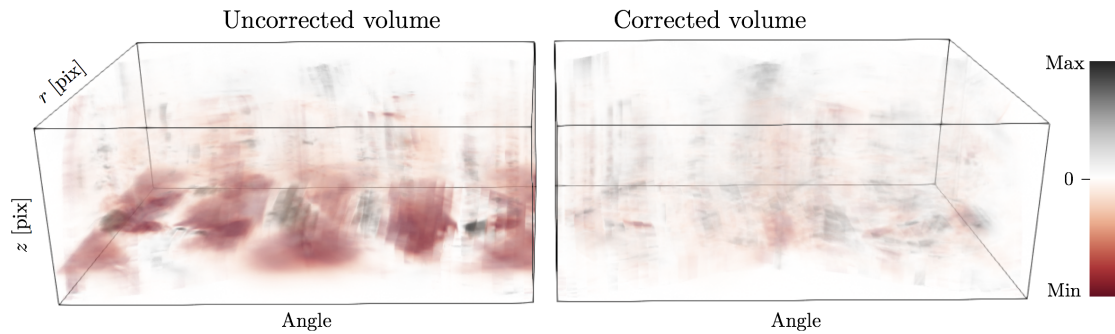 Uncorrected volume
Corrected volume
r [pix]
z [pix]
Angle
Angle
Max
0
Min